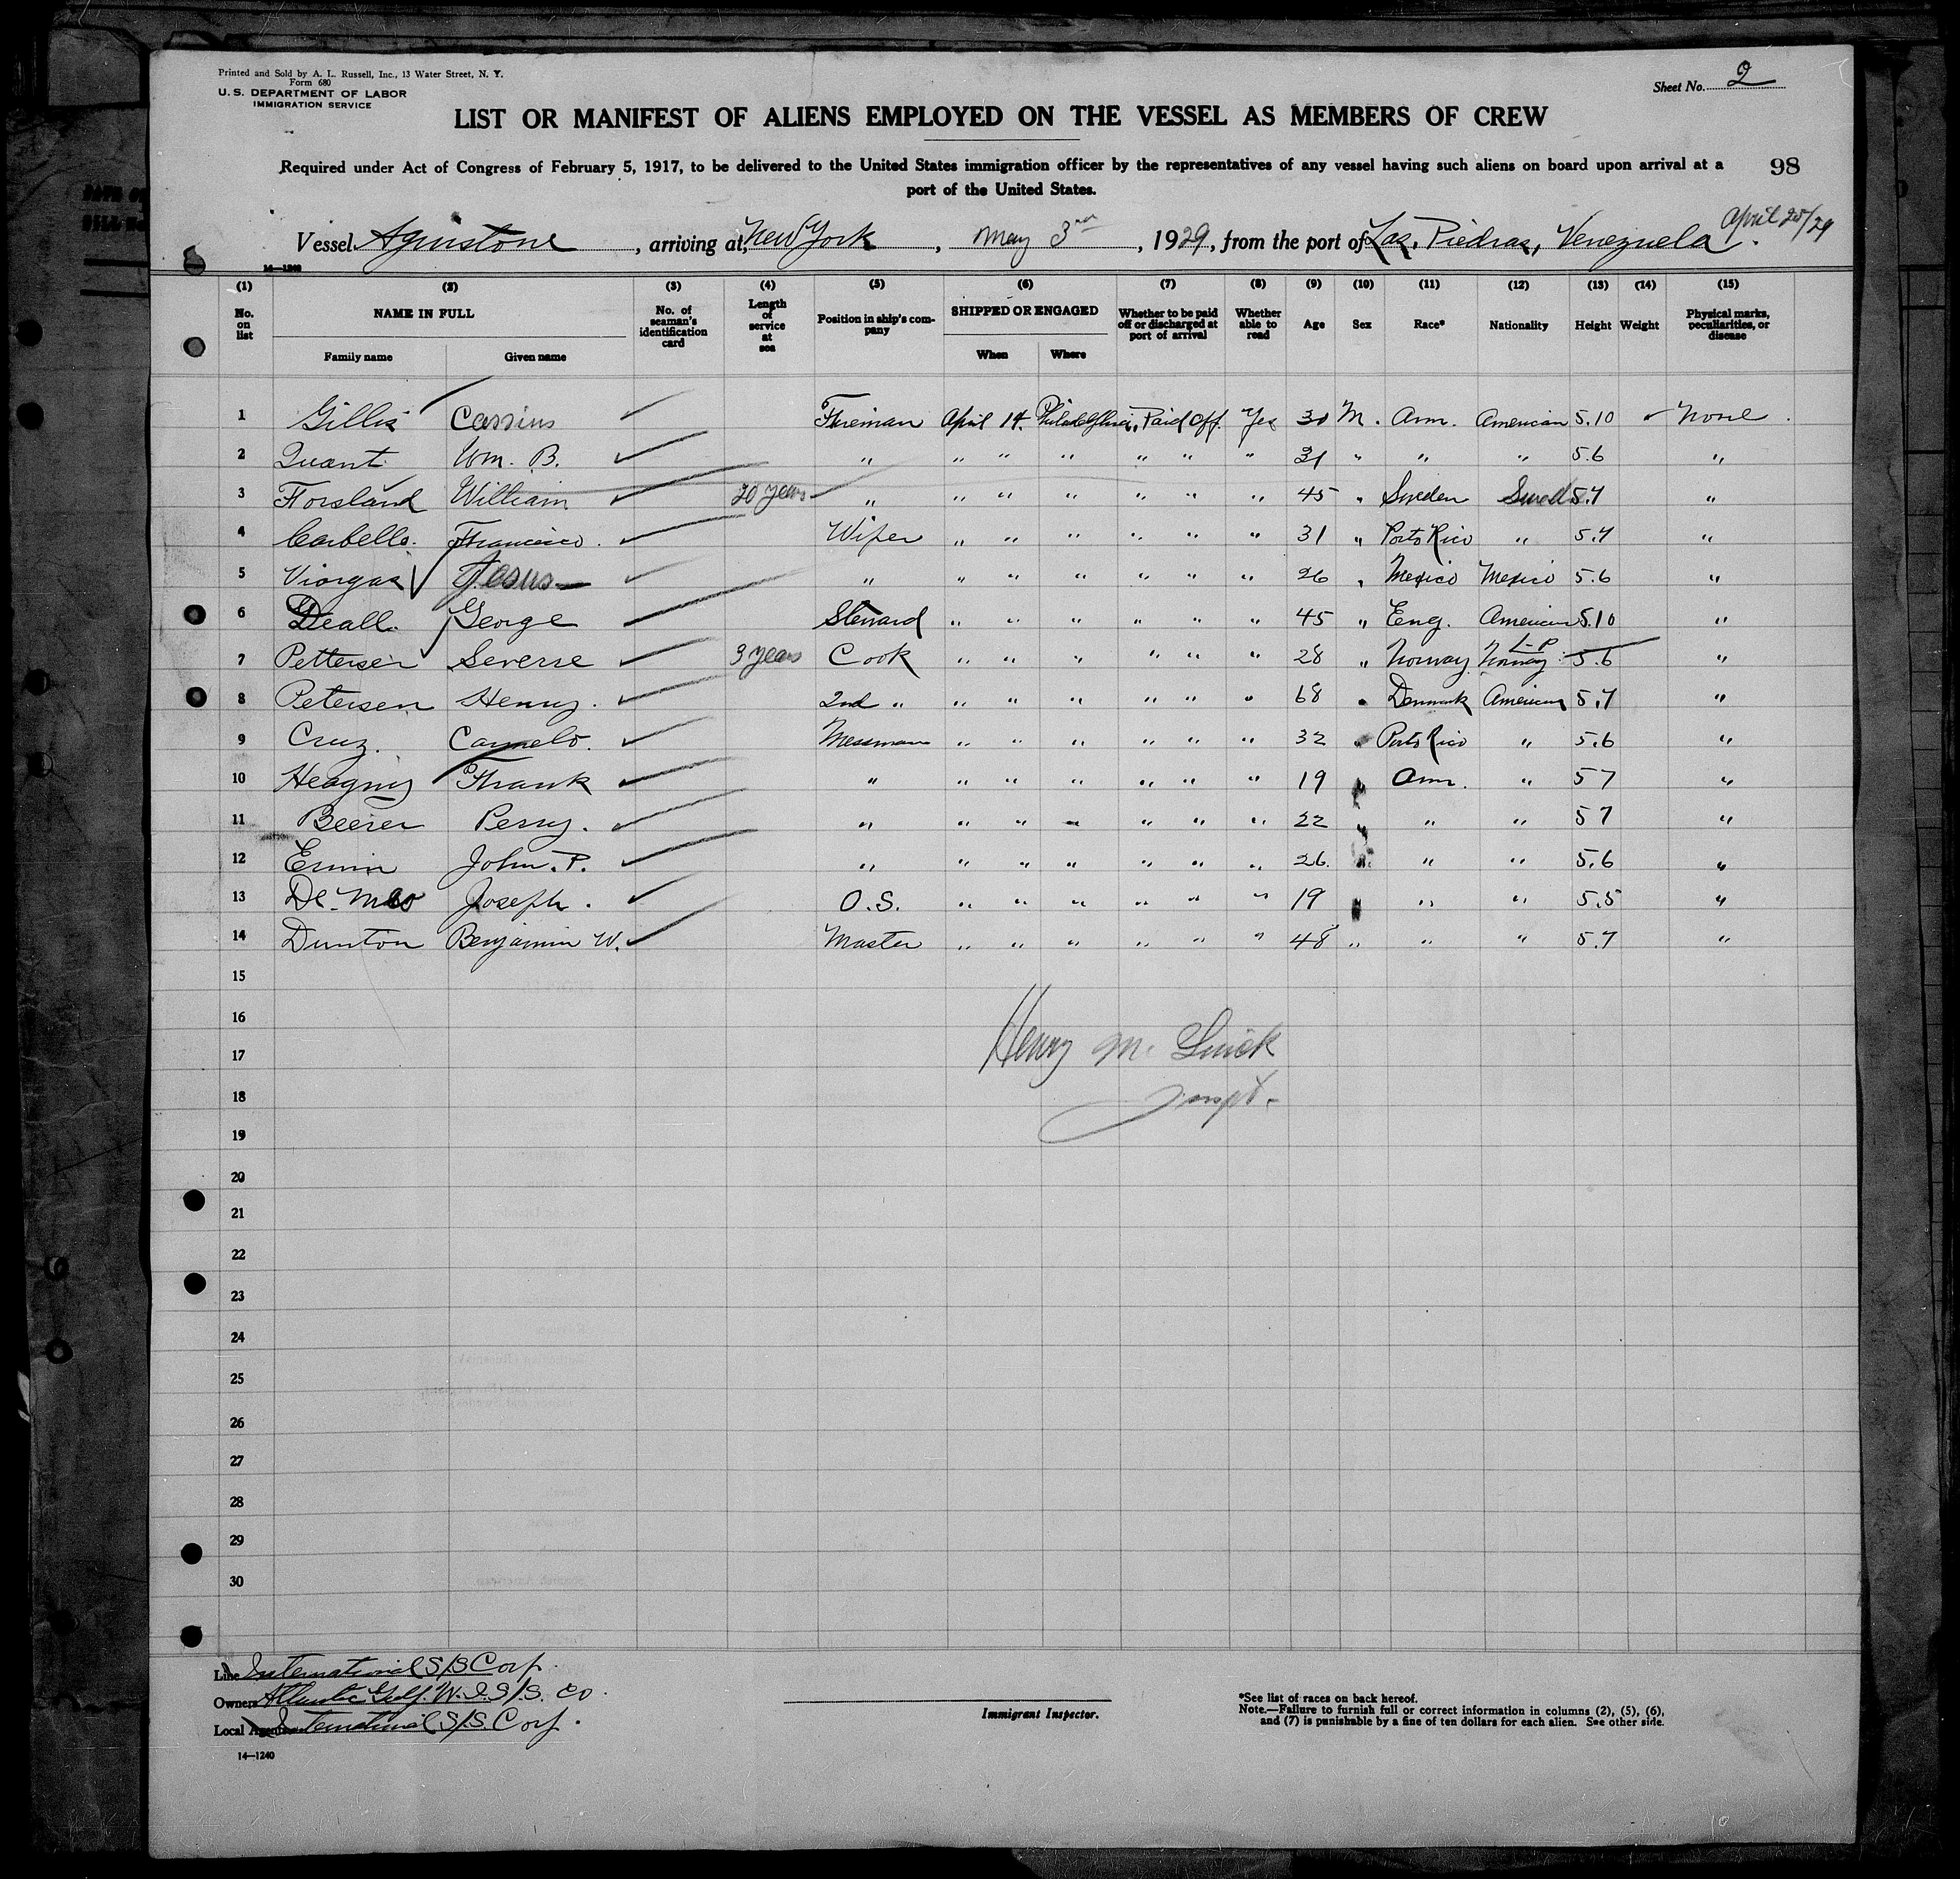 Printed and Sold by A. L. Russell, Inc., 13 Water Street, N. Y.
Form 680
U. S. DEPARTMENT OF LABOR
IMMIGRATION SERVICE
Sheet No. 2
LIST OR MANIFEST OF ALIENS EMPLOYED ON THE VESSEL AS MEMBERS OF CREW
Required under Act of Congress of February 5, 1917, to be delivered to the United States immigration officer by the representatives of any vessel having such aliens on board upon arrival at a
port of the United States.
98
Vessel Agwistone, arriving at New York, May 3rd, 1929, from the port of Las Piedras, Venezuela. April 25/29
14—1240
(1) (2) (3) (4) (5) (6) (7) (8) (9) (10) (11) (12) (13) (14) (15)
No. on list NAME IN FULL Family name Given name No. of seaman's identification card Length of service at sea Position in ship's company SHIPPED OR ENGAGED When Where Whether to be paid off or discharged at port of arrival Whether able to read Age Sex Race* Nationality Height Weight Physical marks, peculiarities, or disease
1 Gillis Cassius Fireman April 14 Philadelphia, Paid Off. Yes 30 M. Am. American 5.10 None
2 Quant Wm. B. " " " " " " " 31 " " " 5.6 "
3 Forsland William 20 years " " " " " " " 45 " Sweden Swed. 5.7 "
4 Carbello. Francisco. Wiper " " " " " " 31 " Porto Rico " 5.7 "
5 Viorgas Jesus " " " " " " " 26 " Mexico Mexico 5.6 "
6 Deall. George Steward " " " " " " 45 " Eng. American 5.10 "
7 Pettersen Severse 3 years Cook " " " " " " 28 " Norway L-P Norway 5.6 "
8 Petersen Henry. 2nd " " " " " " " 68 " Denmark American 5.7 "
9 Cruz. Carmelo. Messman " " " " " " 32 " Porto Rico " 5.6 "
10 Heagniz Frank " " " " " " " 19 " Am. " 5 7 "
11 Beerer Perry. " " " " " " " 22 " " " 5 7 "
12 Erwin John. P. " " " " " " " 26. " " " 5.6 "
13 De. Meo Joseph. O.S. " " " " " " 19 " " " 5.5 "
14 Dunton Benjamin W. Master " " " " " " 48 " " " 5.7 "
15
16
17
Henry M.
18
19
20
21
22
23
24
25
26
27
28
29
30
Line International S/S Corp.
Owners Atlantic Gulf. W.I. S/S. Co.
Local Agents International S/S. Corp.
14—1240
Immigrant Inspector.
*See list of races on back hereof.
Note.—Failure to furnish full or correct information in columns (2), (5), (6),
and (7) is punishable by a fine of ten dollars for each alien. See other side.